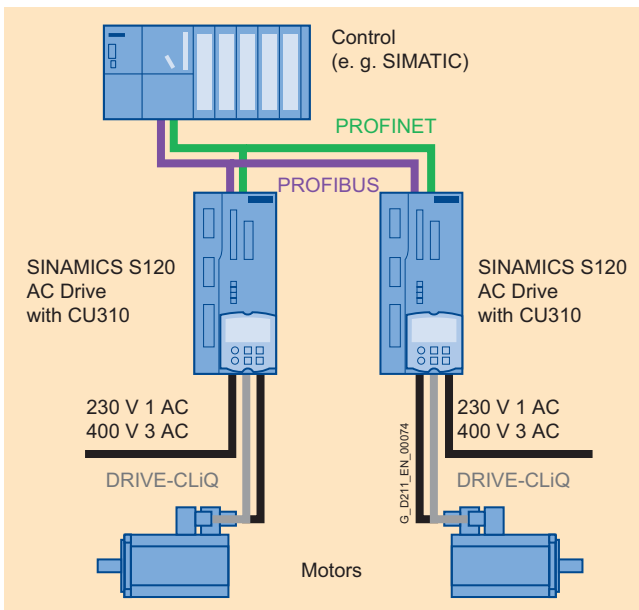 Control
(e. g. SIMATIC)
PROFINET
PROFIBUS
SINAMICS S120
AC Drive
with CU310
SINAMICS S120
AC Drive
with CU310
230 V 1 AC
400 V 3 AC
230 V 1 AC
400 V 3 AC
G_D211_EN_00074
DRIVE-CLiQ
DRIVE-CLiQ
Motors